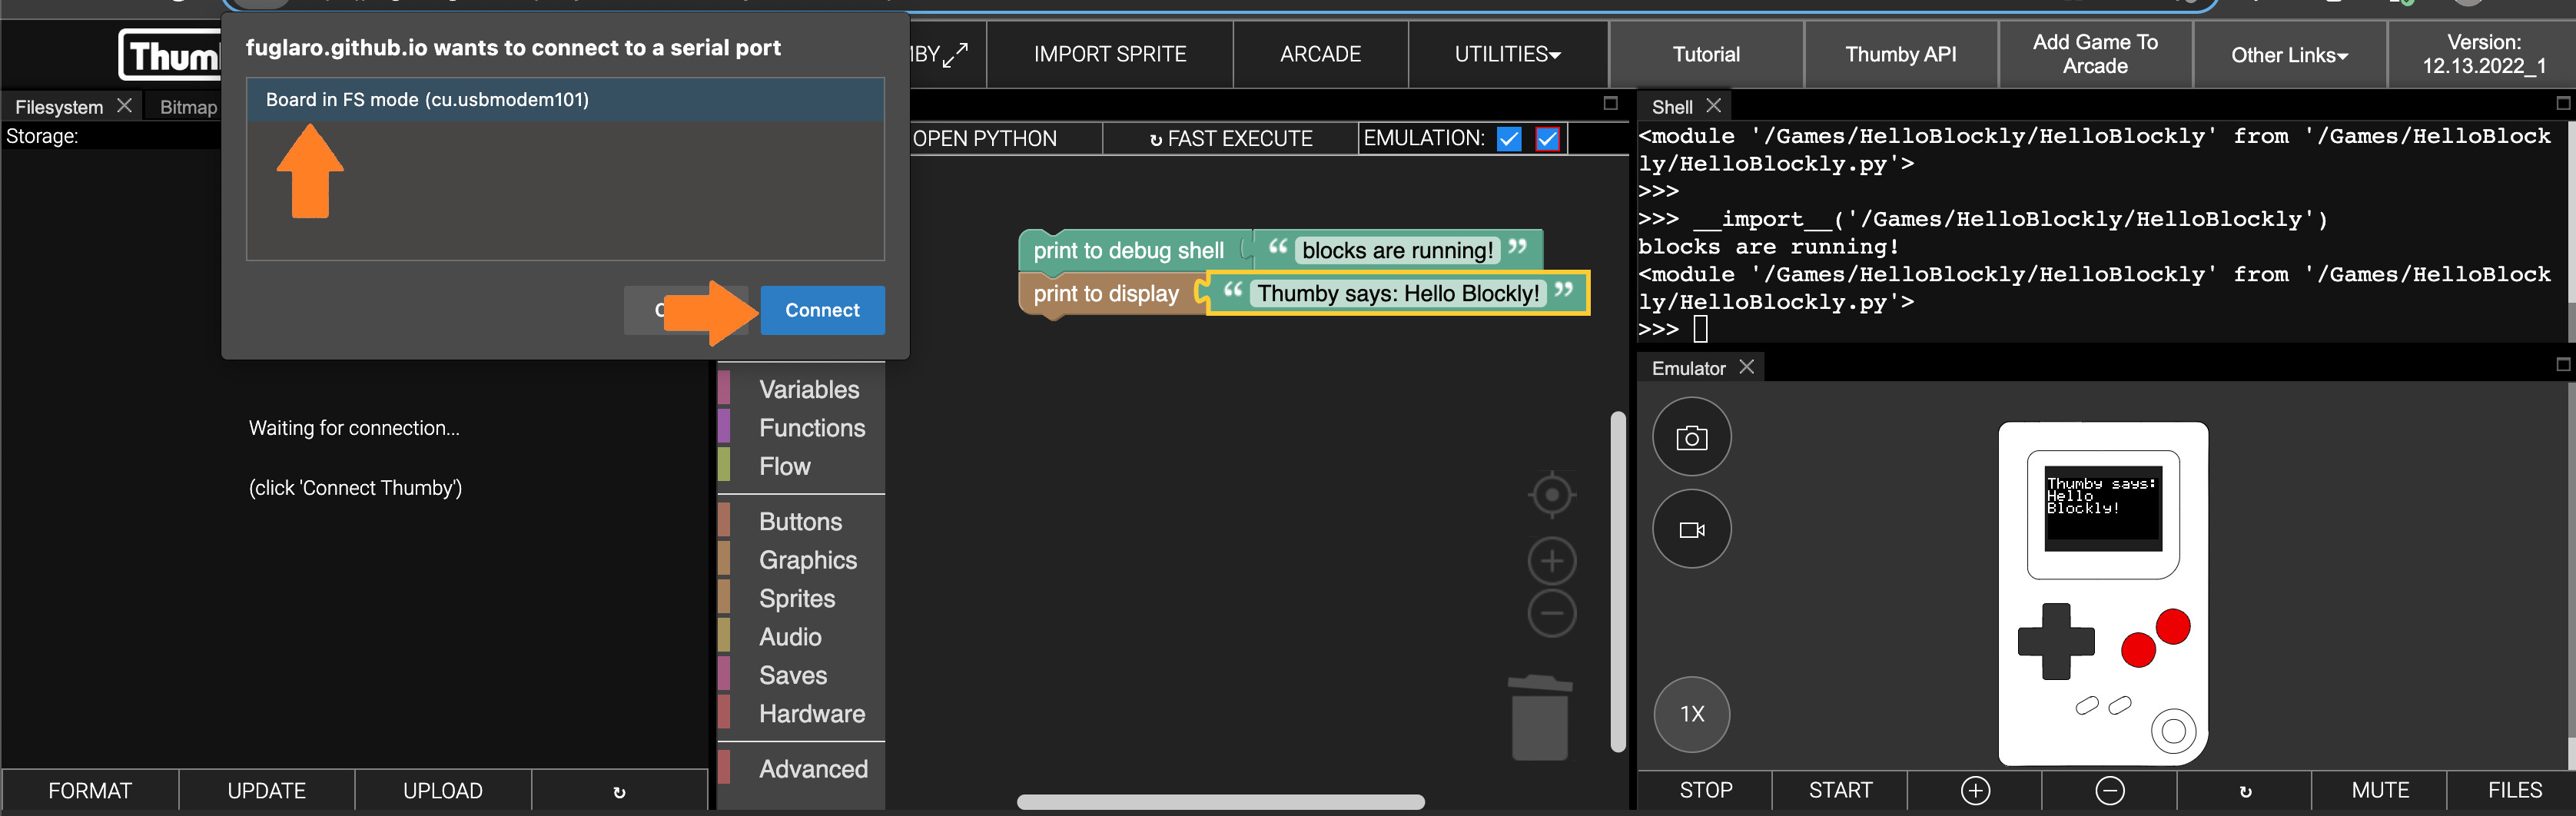 fuglaro.github.io wants to connect to a serial port
Board in FS mode (cu.usbmodem101)
Connect
Thum
BY
IMPORT SPRITE
ARCADE
UTILITIES
Tutorial
Thumby API
Add Game To
Arcade
Other Links
Version:
12.13.2022_1
Filesystem
Bitmap
Storage:
Waiting for connection...
(click 'Connect Thumby')
FORMAT
UPDATE
UPLOAD
OPEN PYTHON
FAST EXECUTE
EMULATION:
print to debug shell “ blocks are running! ”
print to display “ Thumby says: Hello Blockly! ”
Variables
Functions
Flow
Buttons
Graphics
Sprites
Audio
Saves
Hardware
Advanced
Shell
<module '/Games/HelloBlockly/HelloBlockly' from '/Games/HelloBlock
ly/HelloBlockly.py'>
>>>
>>> __import__('/Games/HelloBlockly/HelloBlockly')
blocks are running!
<module '/Games/HelloBlockly/HelloBlockly' from '/Games/HelloBlock
ly/HelloBlockly.py'>
>>>
Emulator
Thumby says:
Hello
Blockly!
1X
STOP
START
MUTE
FILES